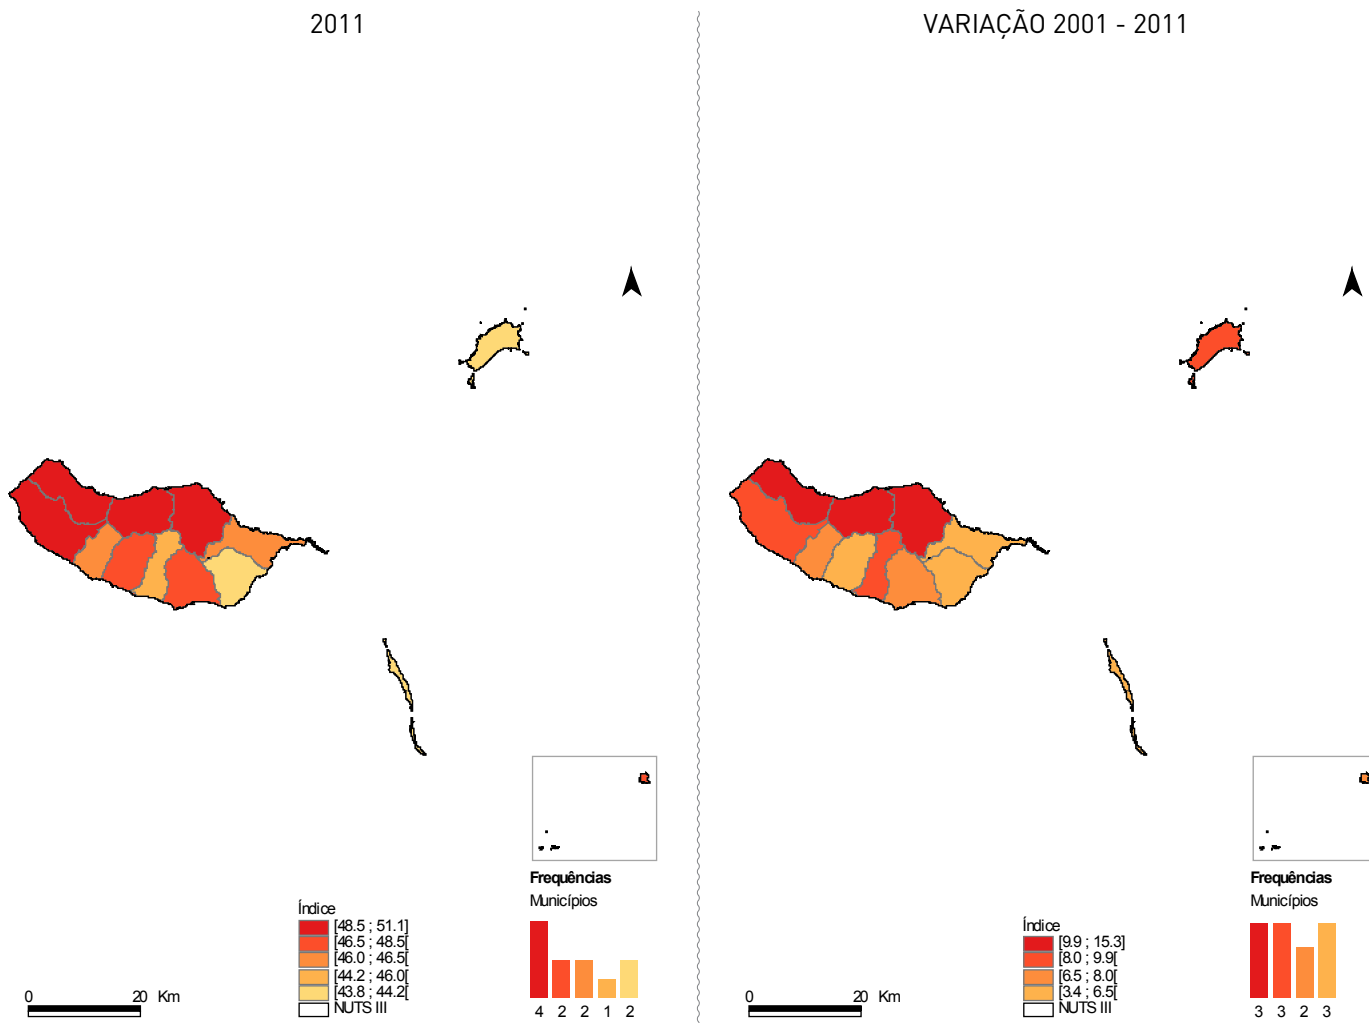 2011
Índice
[48.5 ; 51.1]
[46.5 ; 48.5[
[46.0 ; 46.5[
[44.2 ; 46.0[
[43.8 ; 44.2[
NUTS III
0 20 Km
Frequências
Municípios
4 2 2 1 2
VARIAÇÃO 2001 - 2011
Índice
[9.9 ; 15.3]
[8.0 ; 9.9[
[6.5 ; 8.0[
[3.4 ; 6.5[
NUTS III
0 20 Km
Frequências
Municípios
3 3 2 3